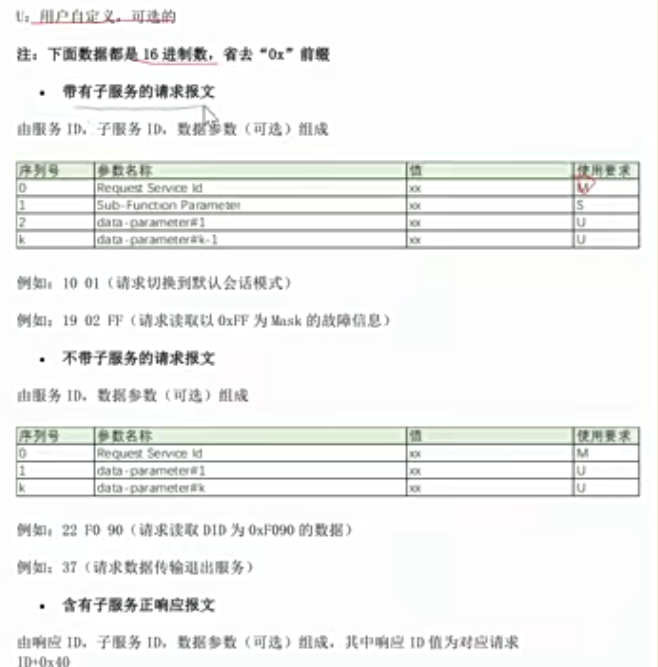 U：用户自定义，可选的
注：下面数据都是 16 进制数，省去“0x”前缀
• 带有子服务的请求报文
由服务 ID，子服务 ID，数据参数（可选）组成
序列号 参数名称 值 使用要求
0 Request Service Id xx M
1 Sub-Function Parameter xx S
2 data-parameter#1 xx U
k data-parameter#k-1 xx U
例如：10 01（请求切换到默认会话模式）
例如：19 02 FF（请求读取以 0xFF 为 Mask 的故障信息）
• 不带子服务的请求报文
由服务 ID，数据参数（可选）组成
序列号 参数名称 值 使用要求
0 Request Service Id xx M
1 data-parameter#1 xx U
k data-parameter#k xx U
例如：22 F0 90（请求读取 DID 为 0xF090 的数据）
例如：37（请求数据传输退出服务）
• 含有子服务正响应报文
由响应 ID，子服务 ID，数据参数（可选）组成，其中响应 ID 值为对应请求
ID+0x40